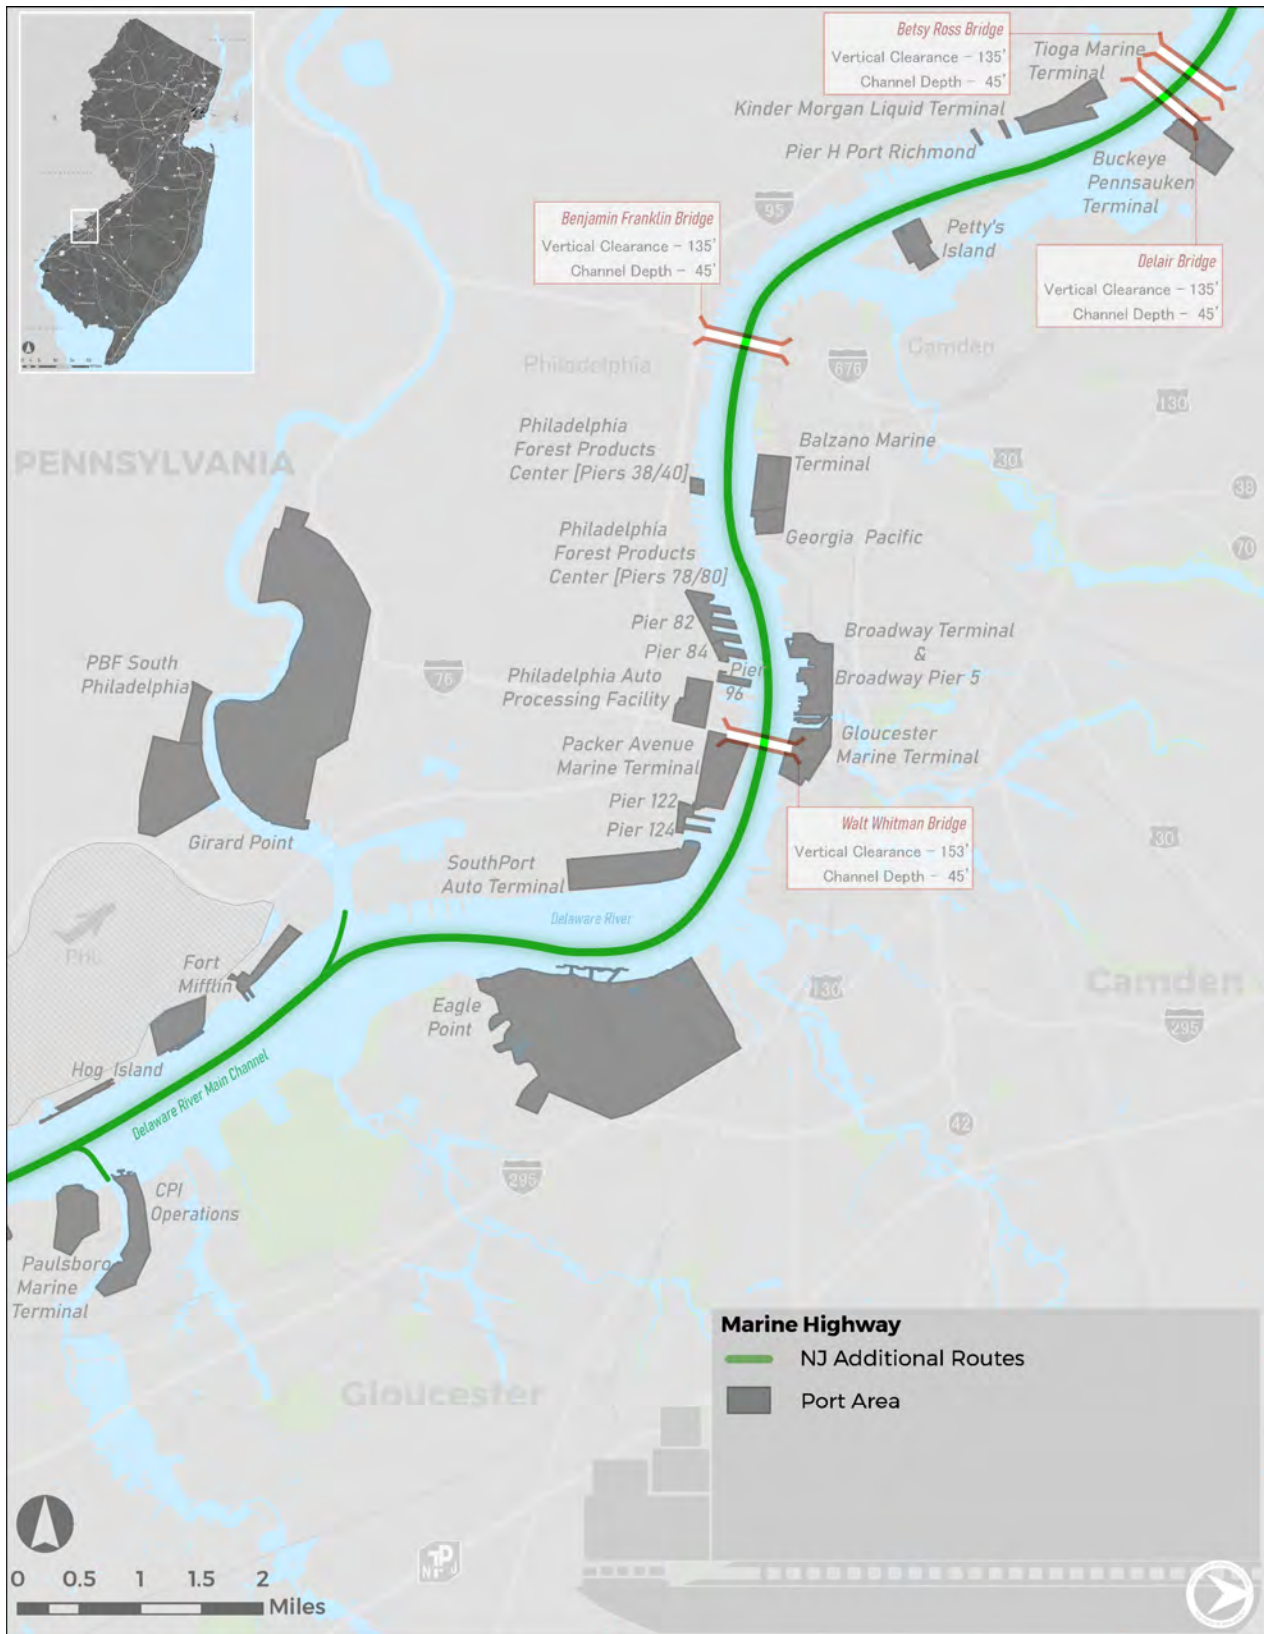 Betsy Ross Bridge
Vertical Clearance - 135'
Channel Depth - 45'
Tioga Marine
Terminal
Kinder Morgan Liquid Terminal
Pier H Port Richmond
Buckeye
Pennsauken
Terminal
95
Benjamin Franklin Bridge
Vertical Clearance - 135'
Channel Depth - 45'
Petty's
Island
Delair Bridge
Vertical Clearance - 135'
Channel Depth - 45'
Philadelphia
Camden
676
130
PENNSYLVANIA
Philadelphia
Forest Products
Center [Piers 38/40]
Balzano Marine
Terminal
30
38
Georgia Pacific
70
Philadelphia
Forest Products
Center [Piers 78/80]
Pier 82
Pier 84
Pier
96
Broadway Terminal
&
Broadway Pier 5
PBF South
Philadelphia
76
Philadelphia Auto
Processing Facility
Packer Avenue
Marine Terminal
Gloucester
Marine Terminal
Pier 122
Pier 124
Girard Point
Walt Whitman Bridge
Vertical Clearance - 153'
Channel Depth - 45'
30
SouthPort
Auto Terminal
Delaware River
PHL
Fort
Mifflin
Eagle
Point
130
Camden
295
Hog Island
Delaware River Main Channel
42
295
CPI
Operations
Paulsboro
Marine
Terminal
Gloucester
Marine Highway
NJ Additional Routes
Port Area
NJTP
0 0.5 1 1.5 2
Miles